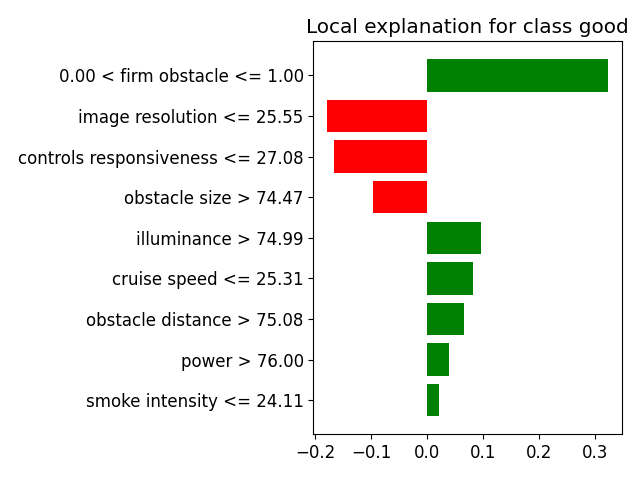 Local explanation for class good
0.00 < firm obstacle <= 1.00
image resolution <= 25.55
controls responsiveness <= 27.08
obstacle size > 74.47
illuminance > 74.99
cruise speed <= 25.31
obstacle distance > 75.08
power > 76.00
smoke intensity <= 24.11
−0.2 −0.1 0.0 0.1 0.2 0.3